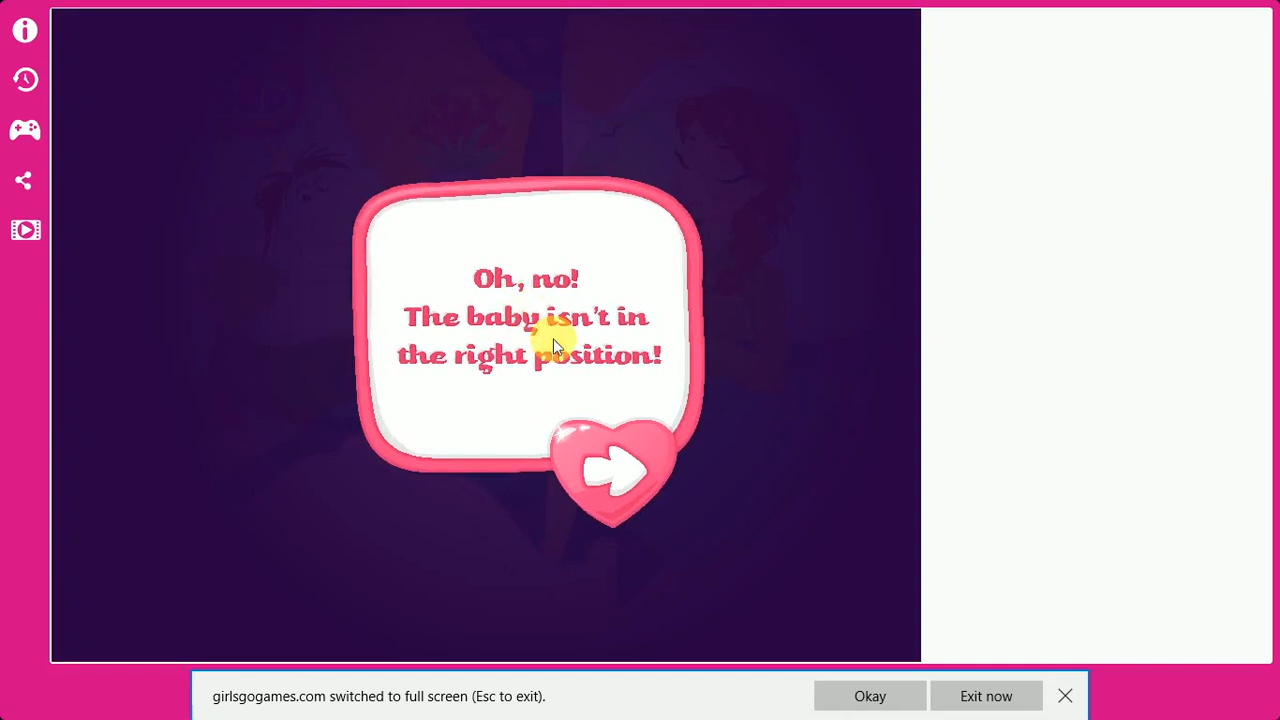 Oh, no!
The baby isn't in
the right position!
girlsgogames.com switched to full screen (Esc to exit).
Okay
Exit now